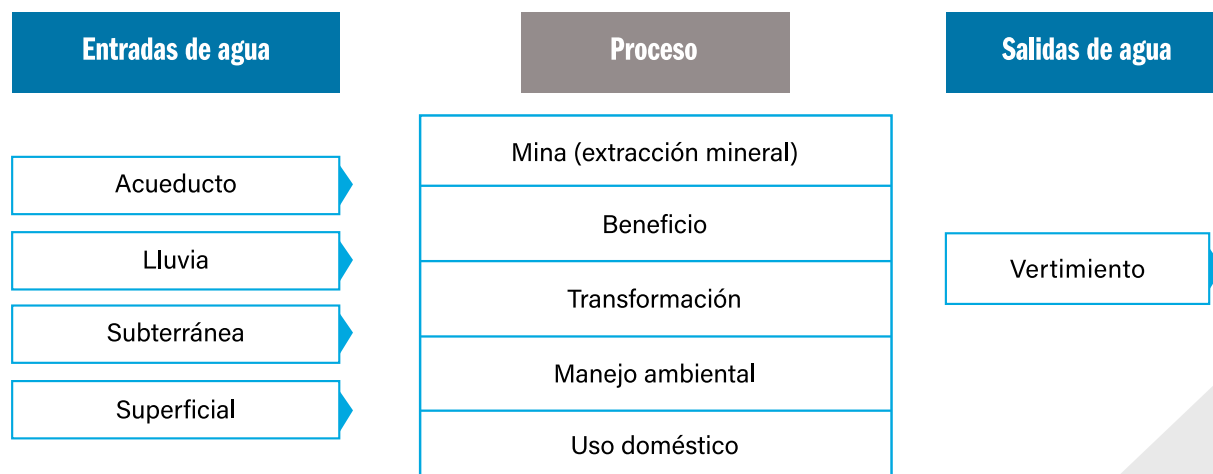 Entradas de agua
Proceso
Salidas de agua
Acueducto
Lluvia
Subterránea
Superficial
Mina (extracción mineral)
Beneficio
Transformación
Manejo ambiental
Uso doméstico
Vertimiento